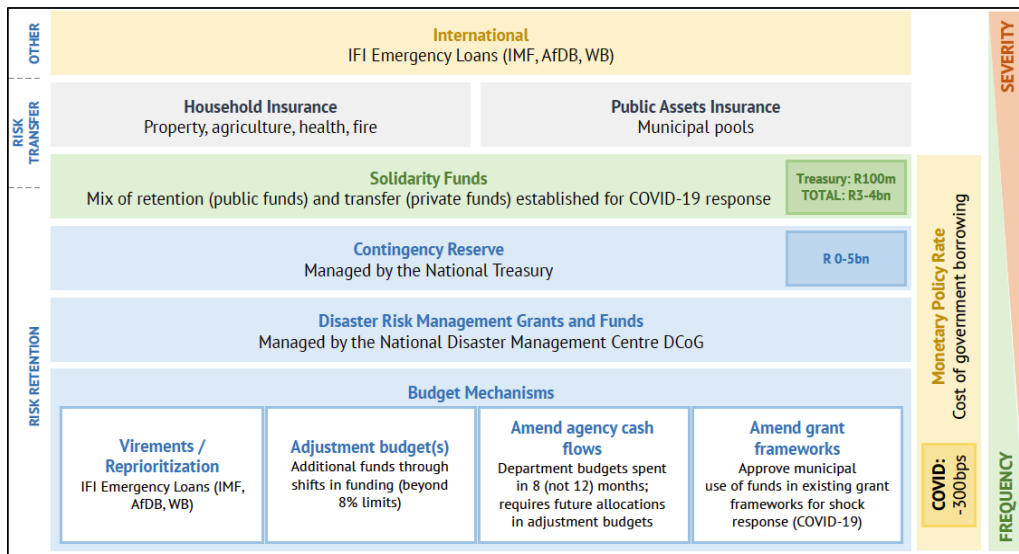 OTHER
International
IFI Emergency Loans (IMF, AfDB, WB)
RISK
TRANSFER
Household Insurance
Property, agriculture, health, fire
Public Assets Insurance
Municipal pools
Solidarity Funds
Mix of retention (public funds) and transfer (private funds) established for COVID-19 response
Treasury: R100m
TOTAL: R3-4bn
RISK RETENTION
Contingency Reserve
Managed by the National Treasury
R 0-5bn
Disaster Risk Management Grants and Funds
Managed by the National Disaster Management Centre DCoG
Budget Mechanisms
Virements /
Reprioritization
IFI Emergency Loans (IMF,
AfDB, WB)
Adjustment budget(s)
Additional funds through
shifts in funding (beyond
8% limits)
Amend agency cash
flows
Department budgets spent
in 8 (not 12) months;
requires future allocations
in adjustment budgets
Amend grant
frameworks
Approve municipal
use of funds in existing grant
frameworks for shock
response (COVID-19)
Monetary Policy Rate
Cost of government borrowing
COVID:
-300bps
SEVERITY
FREQUENCY